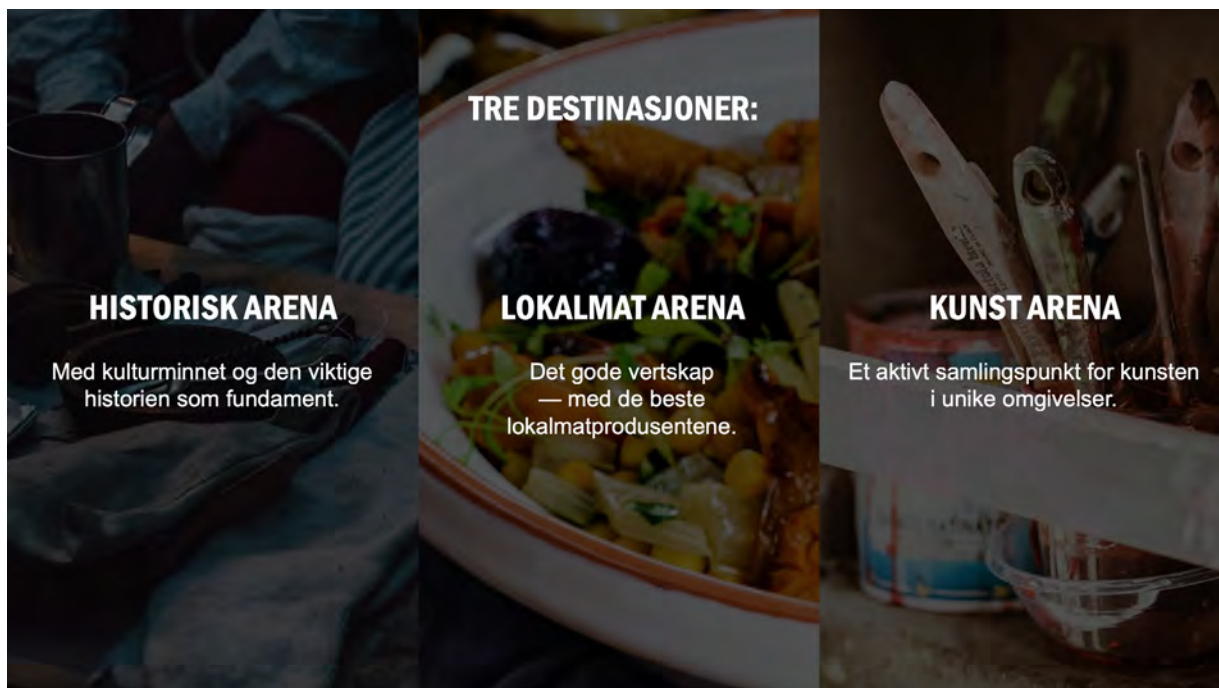 TRE DESTINASJONER:
HISTORISK ARENA
Med kulturminnet og den viktige
historien som fundament.
LOKALMAT ARENA
Det gode vertskap
— med de beste
lokalmatprodusentene.
KUNST ARENA
Et aktivt samlingspunkt for kunsten
i unike omgivelser.